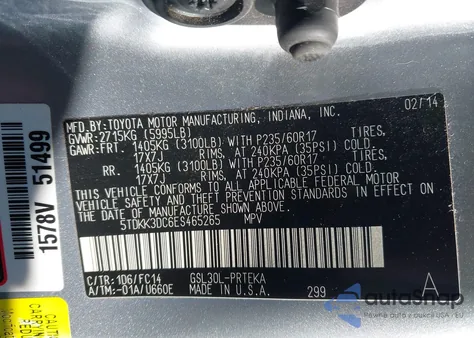 MFD.BY: TOYOTA MOTOR MANUFACTURING, INDIANA, INC. 02/14
GVWR: 2715KG (5995LB)
GAWR: FRT. 1405KG (3100LB) WITH P235/60R17 TIRES,
17X7J RIMS, AT 240KPA (35PSI) COLD.
RR. 1405KG (3100LB) WITH P235/60R17 TIRES,
17X7J RIMS, AT 240KPA (35PSI) COLD.
THIS VEHICLE CONFORMS TO ALL APPLICABLE FEDERAL MOTOR
VEHICLE SAFETY AND THEFT PREVENTION STANDARDS IN
EFFECT ON THE DATE OF MANUFACTURE SHOWN ABOVE.
5TDKK3DC6ES465265 MPV
C/TR: 1D6/FC14 GSL30L-PRTEKA
A/TM: -01A/U660E MADE IN U.S.A. 299 A
1578V 51499
autoSnap